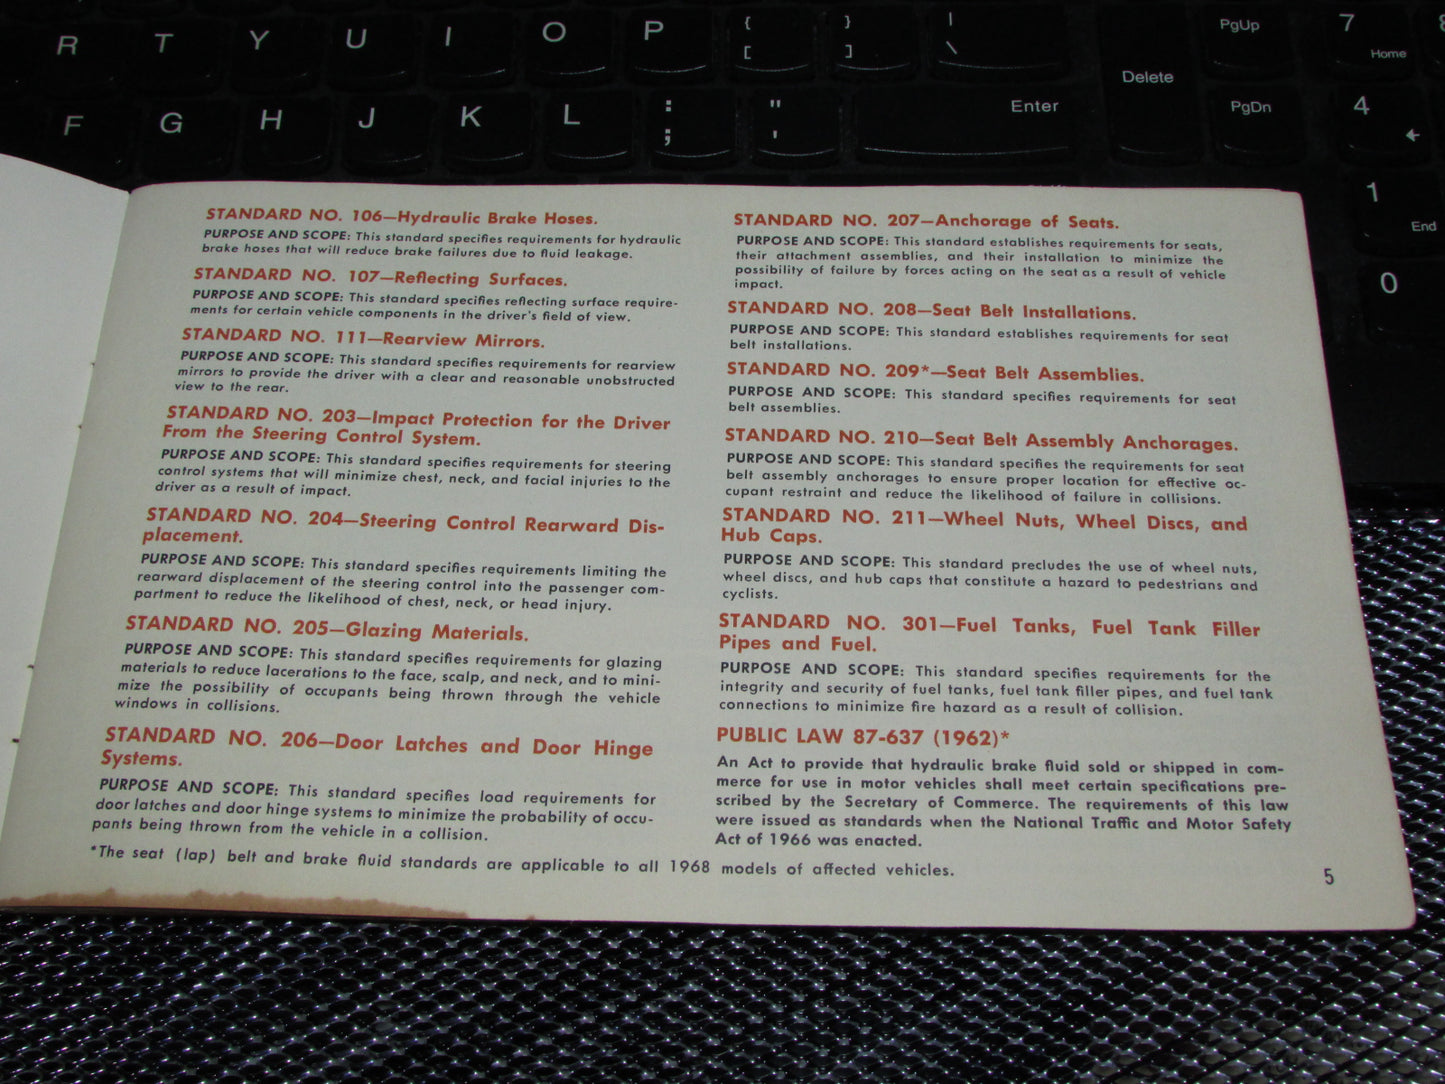 R T Y U I O P { [ } ] | \ PgUp 7 Home 8
Delete
F G H J K L : ; " ' Enter PgDn 4
1 End
0
STANDARD NO. 106—Hydraulic Brake Hoses.
PURPOSE AND SCOPE: This standard specifies requirements for hydraulic
brake hoses that will reduce brake failures due to fluid leakage.
STANDARD NO. 107—Reflecting Surfaces.
PURPOSE AND SCOPE: This standard specifies reflecting surface require-
ments for certain vehicle components in the driver's field of view.
STANDARD NO. 111—Rearview Mirrors.
PURPOSE AND SCOPE: This standard specifies requirements for rearview
mirrors to provide the driver with a clear and reasonable unobstructed
view to the rear.
STANDARD NO. 203—Impact Protection for the Driver
From the Steering Control System.
PURPOSE AND SCOPE: This standard specifies requirements for steering
control systems that will minimize chest, neck, and facial injuries to the
driver as a result of impact.
STANDARD NO. 204—Steering Control Rearward Dis-
placement.
PURPOSE AND SCOPE: This standard specifies requirements limiting the
rearward displacement of the steering control into the passenger com-
partment to reduce the likelihood of chest, neck, or head injury.
STANDARD NO. 205—Glazing Materials.
PURPOSE AND SCOPE: This standard specifies requirements for glazing
materials to reduce lacerations to the face, scalp, and neck, and to mini-
mize the possibility of occupants being thrown through the vehicle
windows in collisions.
STANDARD NO. 206—Door Latches and Door Hinge
Systems.
PURPOSE AND SCOPE: This standard specifies load requirements for
door latches and door hinge systems to minimize the probability of occu-
pants being thrown from the vehicle in a collision.
STANDARD NO. 207—Anchorage of Seats.
PURPOSE AND SCOPE: This standard establishes requirements for seats,
their attachment assemblies, and their installation to minimize the
possibility of failure by forces acting on the seat as a result of vehicle
impact.
STANDARD NO. 208—Seat Belt Installations.
PURPOSE AND SCOPE: This standard establishes requirements for seat
belt installations.
STANDARD NO. 209*—Seat Belt Assemblies.
PURPOSE AND SCOPE: This standard specifies requirements for seat
belt assemblies.
STANDARD NO. 210—Seat Belt Assembly Anchorages.
PURPOSE AND SCOPE: This standard specifies the requirements for seat
belt assembly anchorages to ensure proper location for effective oc-
cupant restraint and reduce the likelihood of failure in collisions.
STANDARD NO. 211—Wheel Nuts, Wheel Discs, and
Hub Caps.
PURPOSE AND SCOPE: This standard precludes the use of wheel nuts,
wheel discs, and hub caps that constitute a hazard to pedestrians and
cyclists.
STANDARD NO. 301—Fuel Tanks, Fuel Tank Filler
Pipes and Fuel.
PURPOSE AND SCOPE: This standard specifies requirements for the
integrity and security of fuel tanks, fuel tank filler pipes, and fuel tank
connections to minimize fire hazard as a result of collision.
PUBLIC LAW 87-637 (1962)*
An Act to provide that hydraulic brake fluid sold or shipped in com-
merce for use in motor vehicles shall meet certain specifications pre-
scribed by the Secretary of Commerce. The requirements of this law
were issued as standards when the National Traffic and Motor Safety
Act of 1966 was enacted.
*The seat (lap) belt and brake fluid standards are applicable to all 1968 models of affected vehicles.
5